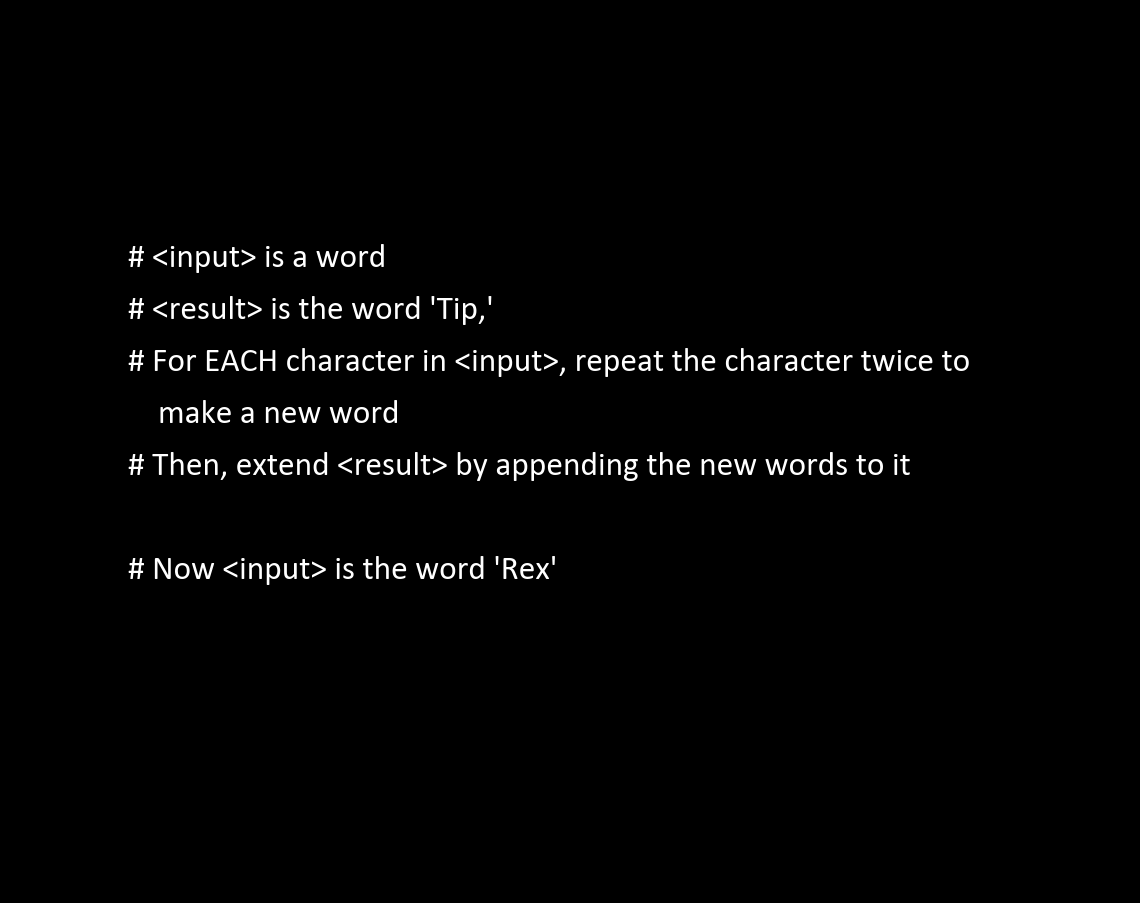 # <input> is a word
# <result> is the word 'Tip,'
# For EACH character in <input>, repeat the character twice to
make a new word
# Then, extend <result> by appending the new words to it
# Now <input> is the word 'Rex'